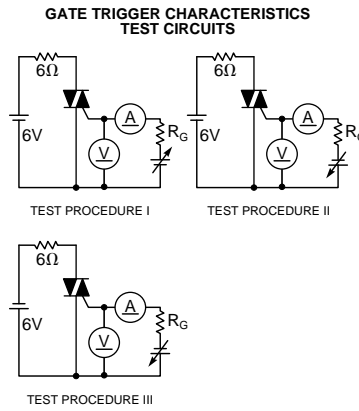 GATE TRIGGER CHARACTERISTICS
TEST CIRCUITS
6Ω
6V
A
V
RG
TEST PROCEDURE I
6Ω
6V
A
V
RG
TEST PROCEDURE II
6Ω
6V
A
V
RG
TEST PROCEDURE III